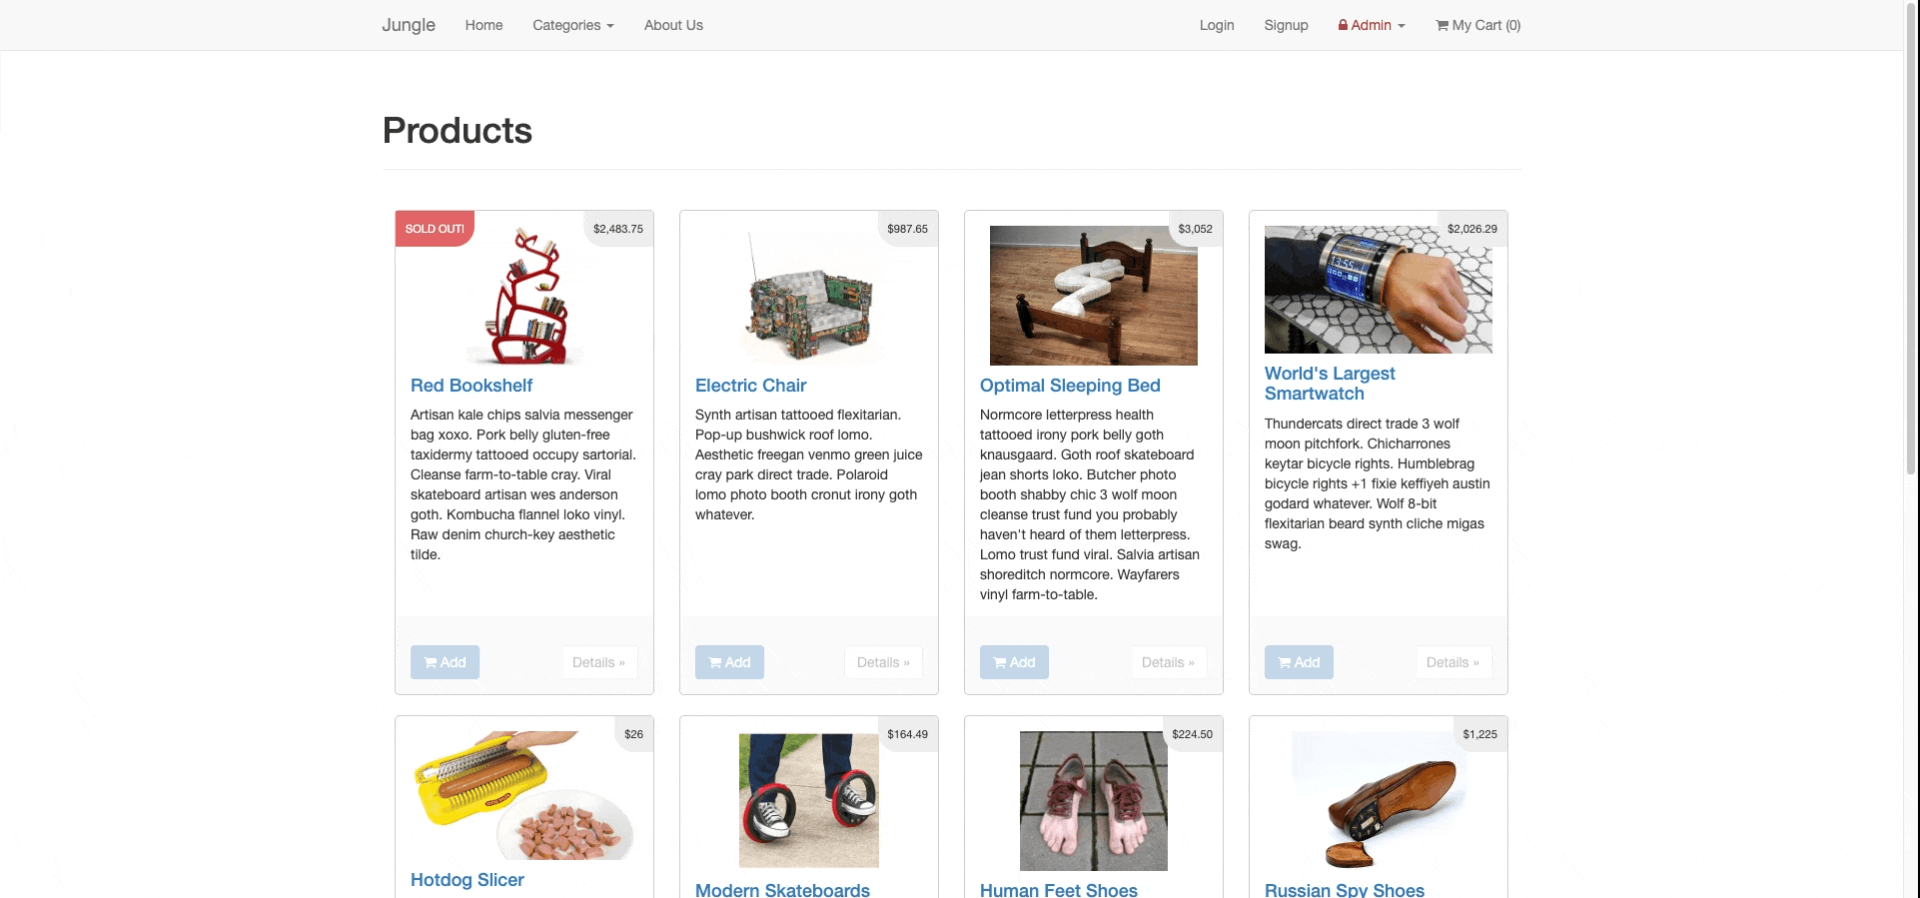 Jungle Home Categories About Us Login Signup Admin My Cart (0)
Products
SOLD OUT!
$2,483.75
Red Bookshelf
Artisan kale chips salvia messenger
bag xoxo. Pork belly gluten-free
taxidermy tattooed occupy sartorial.
Cleanse farm-to-table cray. Viral
skateboard artisan wes anderson
goth. Kombucha flannel loko vinyl.
Raw denim church-key aesthetic
tilde.
Add Details »
$987.65
Electric Chair
Synth artisan tattooed flexitarian.
Pop-up bushwick roof lomo.
Aesthetic freegan venmo green juice
cray park direct trade. Polaroid
lomo photo booth cronut irony goth
whatever.
Add Details »
$3,052
Optimal Sleeping Bed
Normcore letterpress health
tattooed irony pork belly goth
knausgaard. Goth roof skateboard
jean shorts loko. Butcher photo
booth shabby chic 3 wolf moon
cleanse trust fund you probably
haven't heard of them letterpress.
Lomo trust fund viral. Salvia artisan
shoreditch normcore. Wayfarers
vinyl farm-to-table.
Add Details »
$2,026.29
13:55
World's Largest
Smartwatch
Thundercats direct trade 3 wolf
moon pitchfork. Chicharrones
keytar bicycle rights. Humblebrag
bicycle rights +1 fixie keffiyeh austin
godard whatever. Wolf 8-bit
flexitarian beard synth cliche migas
swag.
Add Details »
$26
Hotdog Slicer
$164.49
Modern Skateboards
$224.50
Human Feet Shoes
$1,225
Russian Spy Shoes